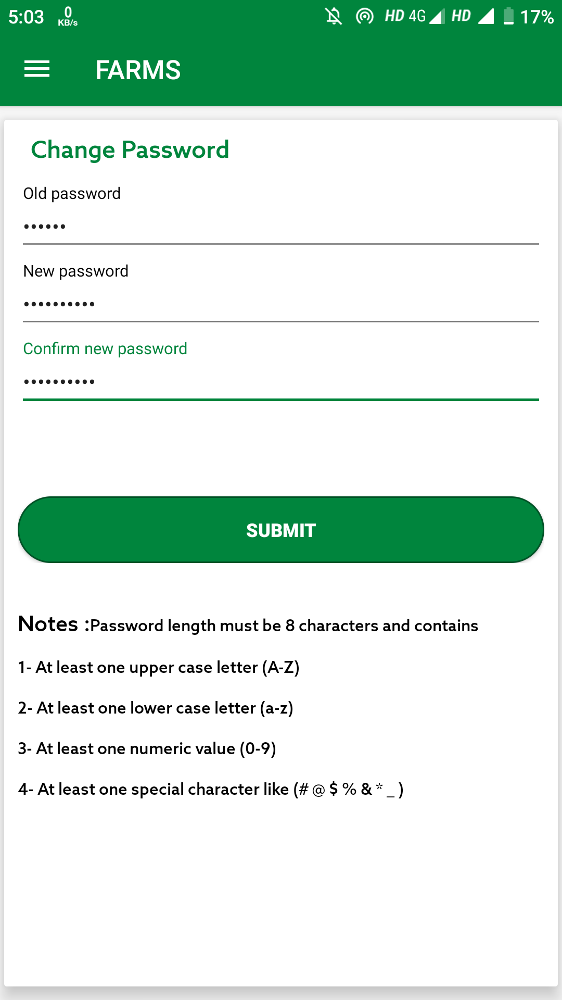 5:03 0 KB/s HD 4G HD 17%
FARMS
Change Password
Old password
••••••
New password
••••••••••
Confirm new password
••••••••••
SUBMIT
Notes :Password length must be 8 characters and contains
1- At least one upper case letter (A-Z)
2- At least one lower case letter (a-z)
3- At least one numeric value (0-9)
4- At least one special character like (# @ $ % & * _ )